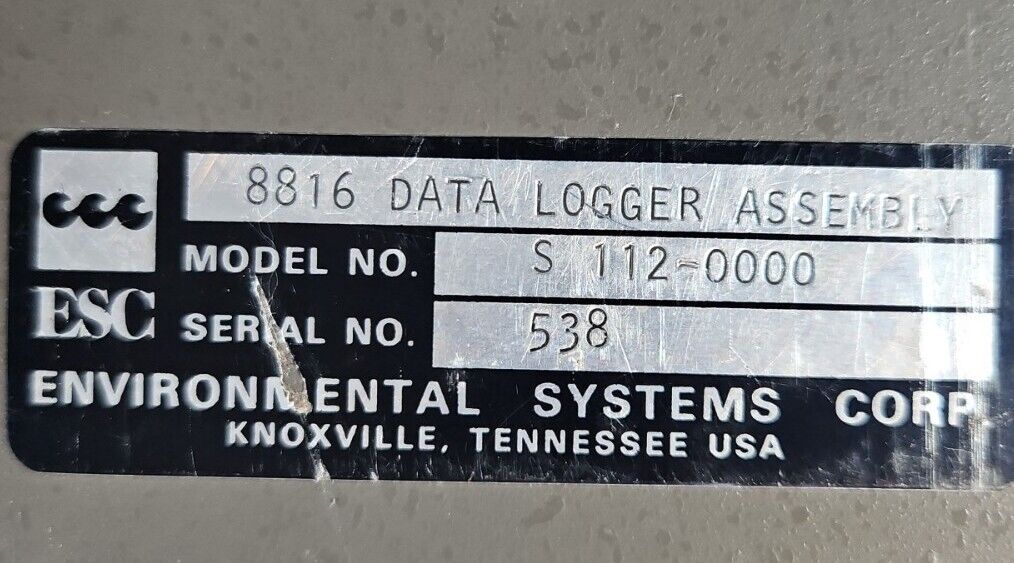 8816 DATA LOGGER ASSEMBLY
MODEL NO. S 112-0000
ESC SERIAL NO. 538
ENVIRONMENTAL SYSTEMS CORP.
KNOXVILLE, TENNESSEE USA